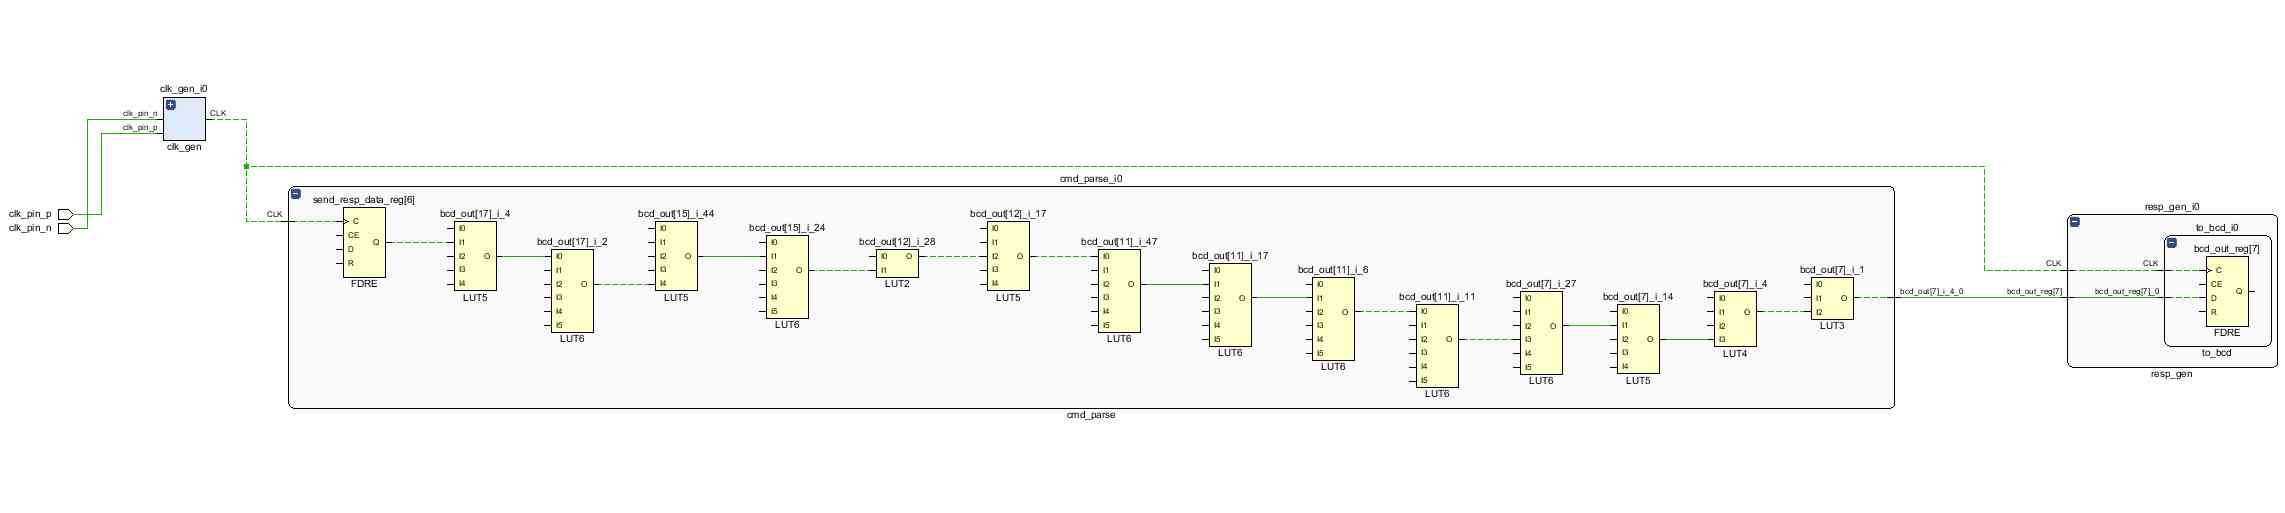 clk_gen_i0
clk_pin_n
CLK
clk_pin_p
clk_gen
clk_pin_p
clk_pin_n
cmd_parse_i0
CLK
send_resp_data_reg[6]
C
CE
D
R
Q
FDRE
bcd_out[17]_i_4
I0
I1
I2
I3
I4
O
LUT5
bcd_out[17]_i_2
I0
I1
I2
I3
I4
I5
O
LUT6
bcd_out[15]_i_44
I0
I1
I2
I3
I4
O
LUT5
bcd_out[15]_i_24
I0
I1
I2
I3
I4
I5
O
LUT6
bcd_out[12]_i_28
I0
I1
O
LUT2
bcd_out[12]_i_17
I0
I1
I2
I3
I4
O
LUT5
bcd_out[11]_i_47
I0
I1
I2
I3
I4
I5
O
LUT6
bcd_out[11]_i_17
I0
I1
I2
I3
I4
I5
O
LUT6
bcd_out[11]_i_6
I0
I1
I2
I3
I4
I5
O
LUT6
bcd_out[11]_i_11
I0
I1
I2
I3
I4
I5
O
LUT6
bcd_out[7]_i_27
I0
I1
I2
I3
I4
I5
O
LUT6
bcd_out[7]_i_14
I0
I1
I2
I3
I4
O
LUT5
bcd_out[7]_i_4
I0
I1
I2
I3
O
LUT4
bcd_out[7]_i_1
I0
I1
I2
O
LUT3
bcd_out[7]_i_4_0
cmd_parse
resp_gen_i0
CLK
bcd_out_reg[7]
to_bcd_i0
CLK
bcd_out_reg[7]_0
bcd_out_reg[7]
C
CE
D
R
Q
FDRE
to_bcd
resp_gen